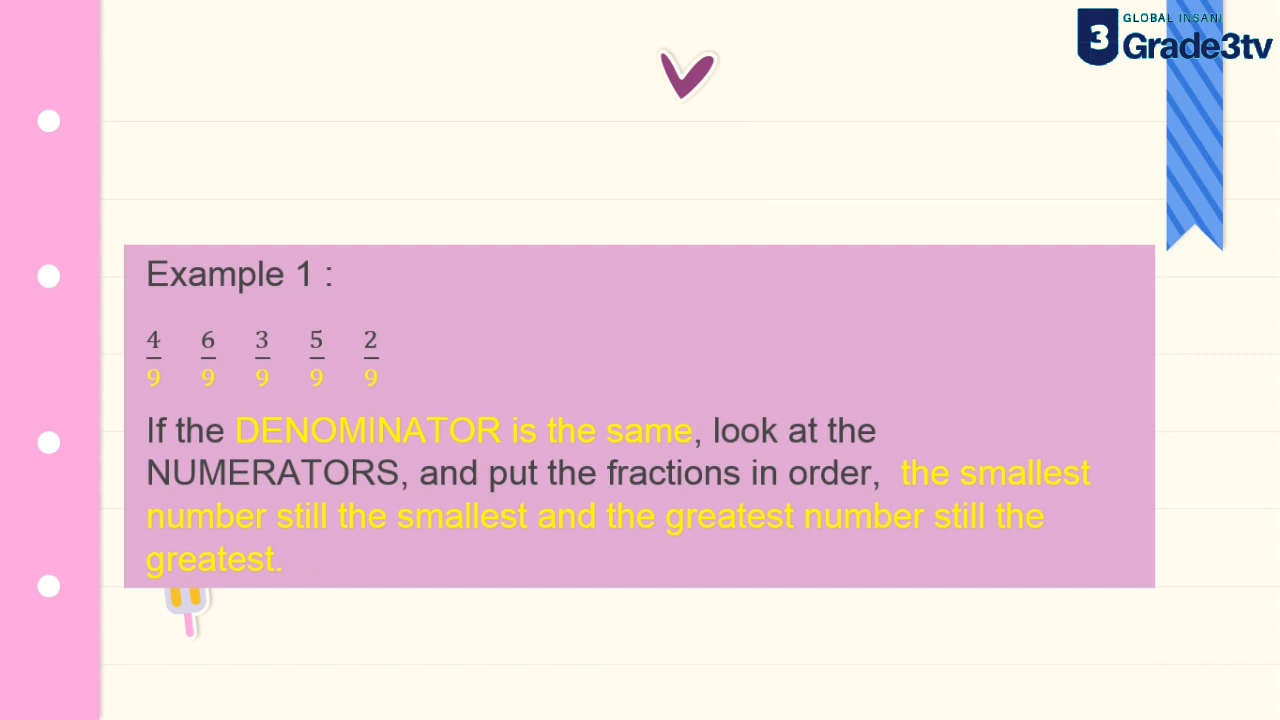 GLOBAL INSANI
3 Grade3tv
Example 1 :
4 6 3 5 2
9 9 9 9 9
If the DENOMINATOR is the same, look at the
NUMERATORS, and put the fractions in order, the smallest
number still the smallest and the greatest number still the
greatest.